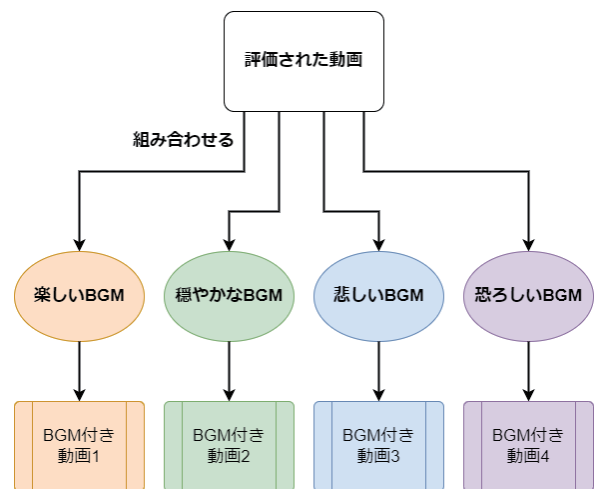 評価された動画
組み合わせる
楽しいBGM
穏やかなBGM
悲しいBGM
恐ろしいBGM
BGM付き
動画1
BGM付き
動画2
BGM付き
動画3
BGM付き
動画4